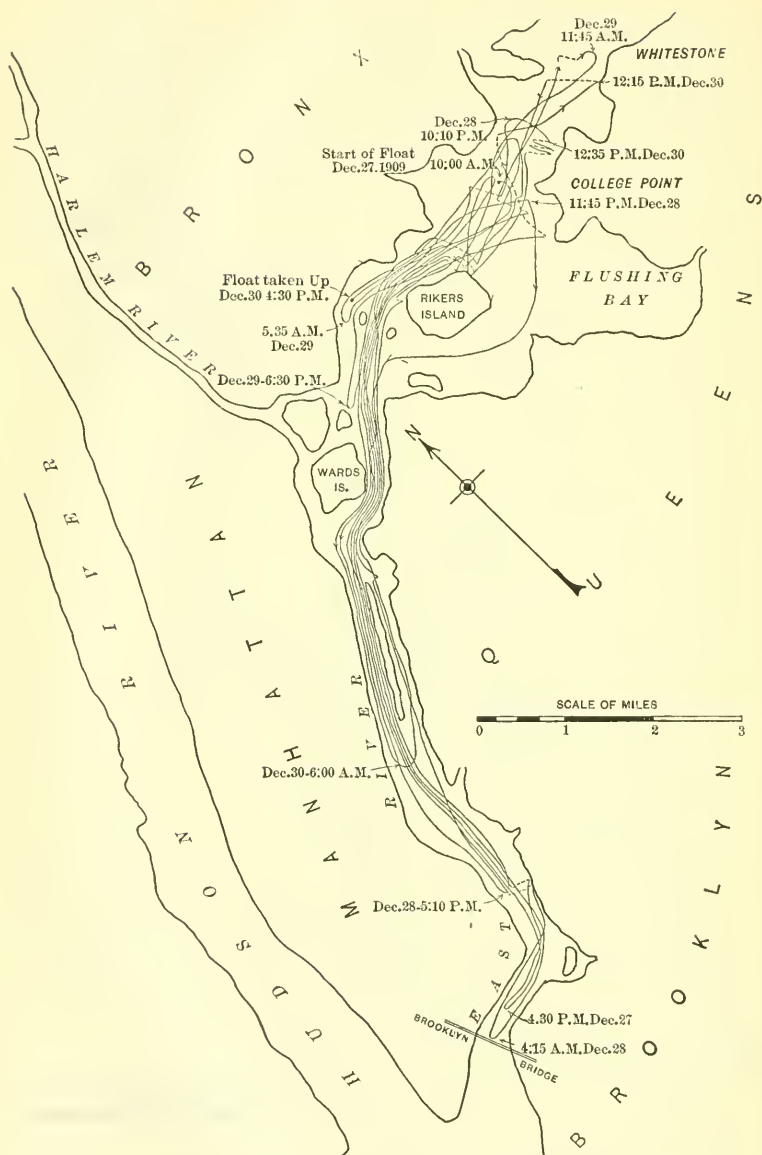 Dec.29
11:45 A.M.
WHITESTONE
12:15 P.M.Dec.30
Dec.28
10:10 P.M.
Start of Float
Dec.27.1909
10:00 A.M.
12:35 P.M.Dec.30
COLLEGE POINT
11:45 P.M.Dec.28
BRONX
HARLEM RIVER
Float taken Up
Dec.30 4:30 P.M.
RIKERS
ISLAND
FLUSHING
BAY
5.35 A.M.
Dec.29
Dec.29-6:30 P.M.
WARDS
IS.
N
QUEENS
SCALE OF MILES
0 1 2 3
MANHATTAN
HUDSON RIVER
EAST RIVER
Dec.30-6:00 A.M.
Dec.28-5:10 P.M.
4.30 P.M.Dec.27
4:15 A.M.Dec.28
BROOKLYN
BRIDGE
BROOKLYN